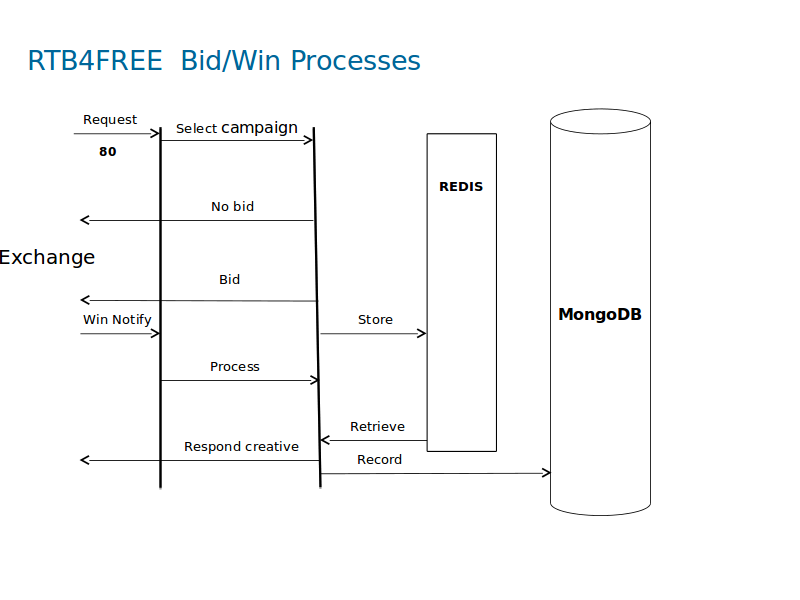 RTB4FREE  Bid/Win Processes
Request
Select campaign
80
REDIS
No bid
Exchange
Bid
MongoDB
Win Notify
Store
Process
Retrieve
Respond creative
Record